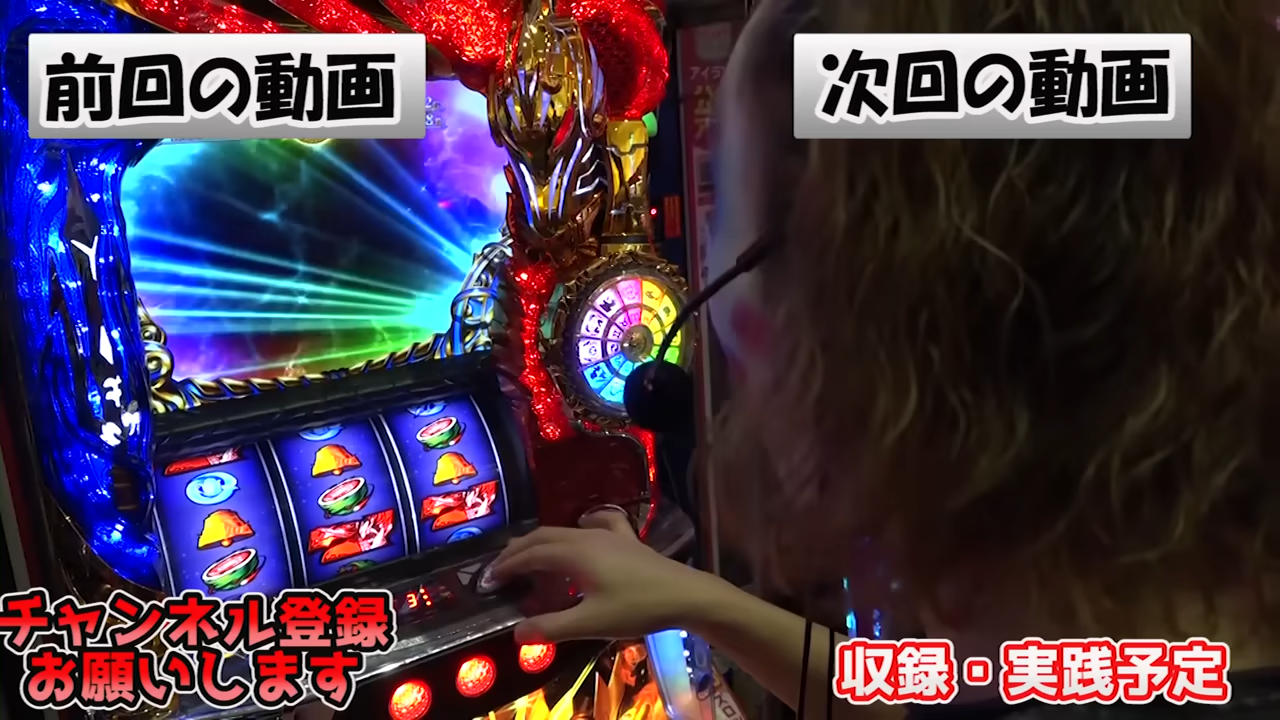 前回の動画
次回の動画
チャンネル登録
お願いします
収録・実践予定
31